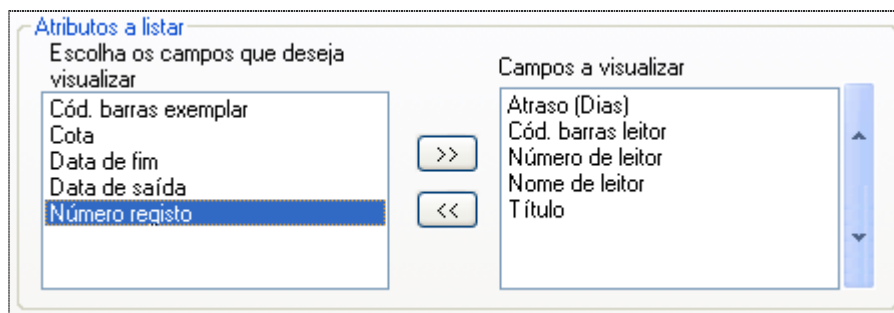 Atributos a listar
Escolha os campos que deseja
visualizar
Cód. barras exemplar
Cota
Data de fim
Data de saída
Número registo
>>
<<
Campos a visualizar
Atraso (Dias)
Cód. barras leitor
Número de leitor
Nome de leitor
Título